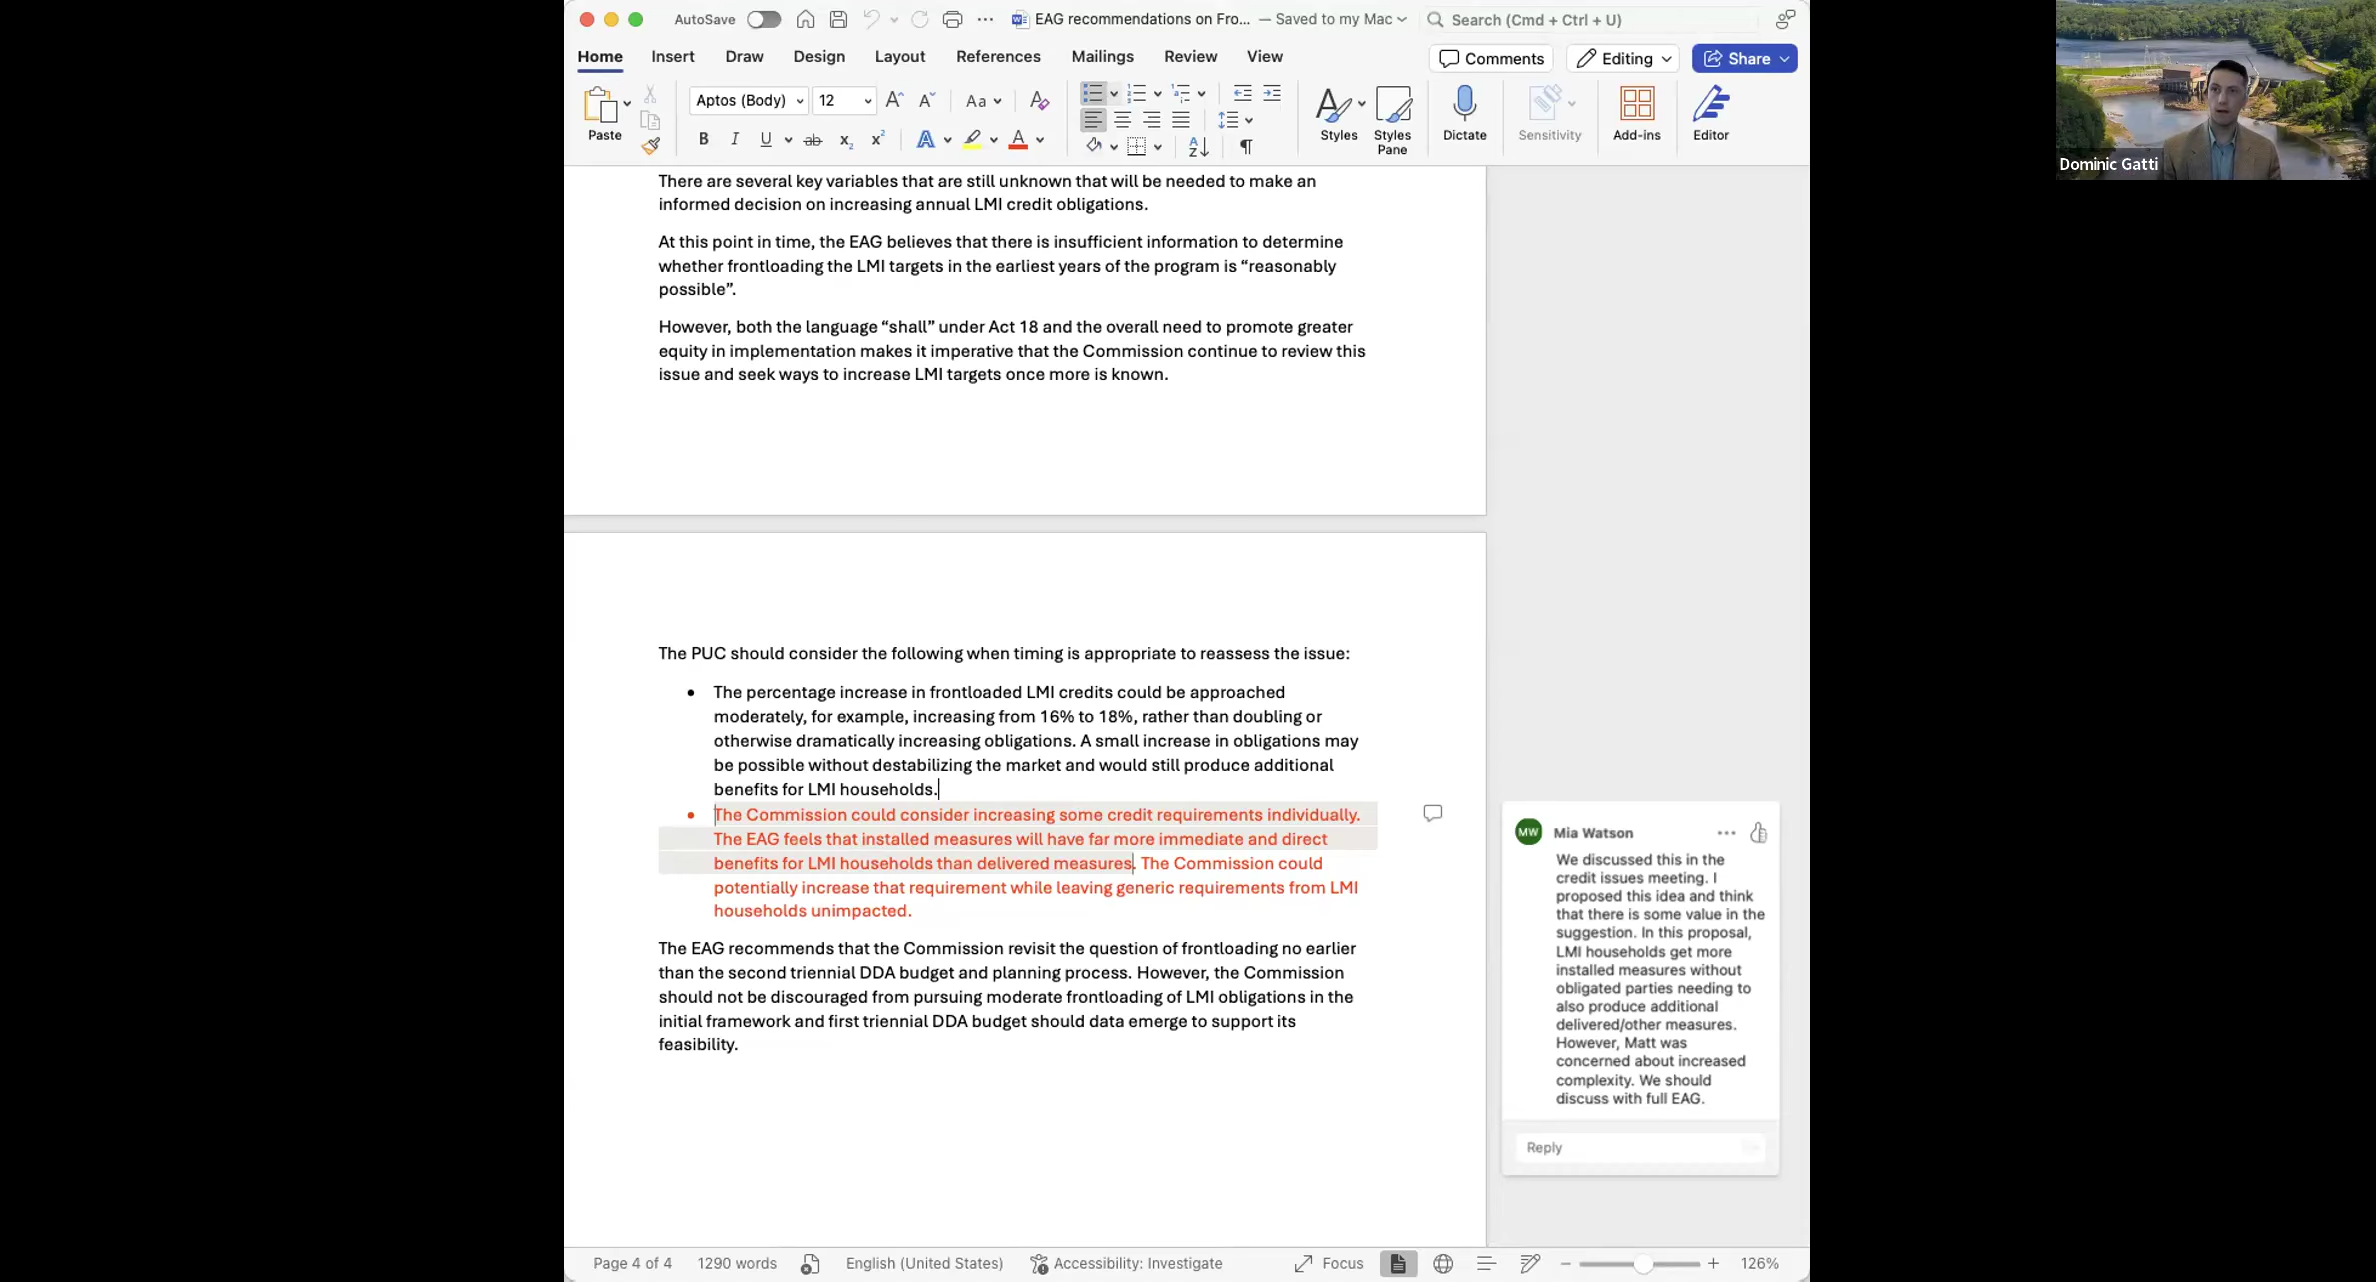 AutoSave
EAG recommendations on Fro... — Saved to my Mac
Search (Cmd + Ctrl + U)
Home Insert Draw Design Layout References Mailings Review View
Comments Editing Share
Paste
Aptos (Body) 12
Aa
B I U ab x₂ x²
A A
A Z
Styles
Styles Pane
Dictate
Sensitivity
Add-ins
Editor
Dominic Gatti
There are several key variables that are still unknown that will be needed to make an
informed decision on increasing annual LMI credit obligations.
At this point in time, the EAG believes that there is insufficient information to determine
whether frontloading the LMI targets in the earliest years of the program is “reasonably
possible”.
However, both the language “shall” under Act 18 and the overall need to promote greater
equity in implementation makes it imperative that the Commission continue to review this
issue and seek ways to increase LMI targets once more is known.
The PUC should consider the following when timing is appropriate to reassess the issue:
• The percentage increase in frontloaded LMI credits could be approached
moderately, for example, increasing from 16% to 18%, rather than doubling or
otherwise dramatically increasing obligations. A small increase in obligations may
be possible without destabilizing the market and would still produce additional
benefits for LMI households.
• The Commission could consider increasing some credit requirements individually.
The EAG feels that installed measures will have far more immediate and direct
benefits for LMI households than delivered measures. The Commission could
potentially increase that requirement while leaving generic requirements from LMI
households unimpacted.
The EAG recommends that the Commission revisit the question of frontloading no earlier
than the second triennial DDA budget and planning process. However, the Commission
should not be discouraged from pursuing moderate frontloading of LMI obligations in the
initial framework and first triennial DDA budget should data emerge to support its
feasibility.
MW Mia Watson
We discussed this in the
credit issues meeting. I
proposed this idea and think
that there is some value in the
suggestion. In this proposal,
LMI households get more
installed measures without
obligated parties needing to
also produce additional
delivered/other measures.
However, Matt was
concerned about increased
complexity. We should
discuss with full EAG.
Reply
Page 4 of 4 1290 words English (United States) Accessibility: Investigate Focus 126%